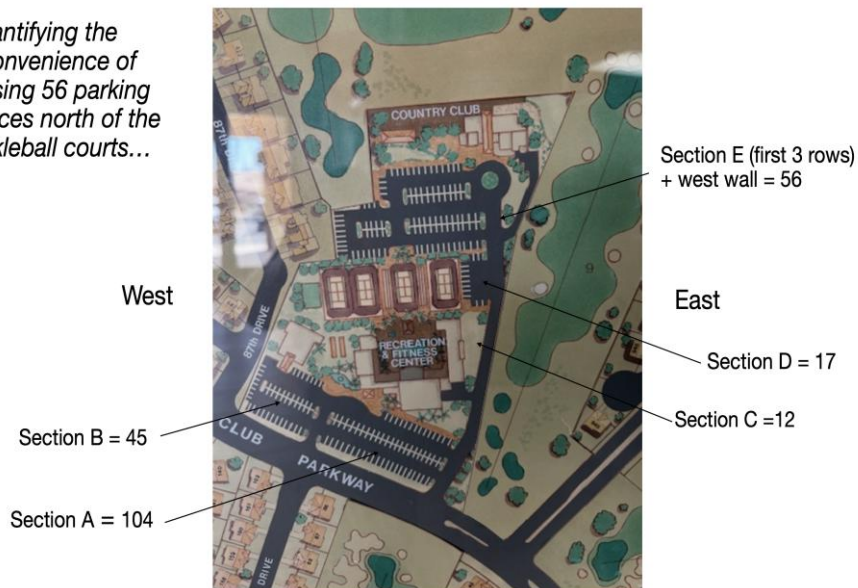 antifying the
onvenience of
sing 56 parking
ces north of the
kleball courts…
COUNTRY CLUB
Section E (first 3 rows)
+ west wall = 56
West
East
87th DRIVE
RECREATION
& FITNESS
CENTER
Section D = 17
Section C =12
Section B = 45
CLUB PARKWAY
Section A = 104
DRIVE